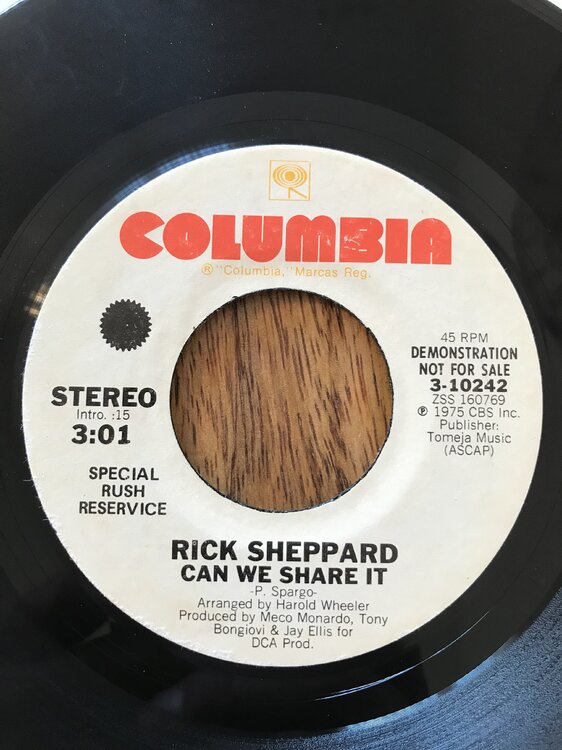 COLUMBIA
® "Columbia," Marcas Reg.
STEREO
Intro. :15
3:01
SPECIAL
RUSH
RESERVICE
45 RPM
DEMONSTRATION
NOT FOR SALE
3-10242
ZSS 160769
℗ 1975 CBS Inc.
Publisher:
Tomeja Music
(ASCAP)
RICK SHEPPARD
CAN WE SHARE IT
-P. Spargo-
Arranged by Harold Wheeler
Produced by Meco Monardo, Tony
Bongiovi & Jay Ellis for
DCA Prod.